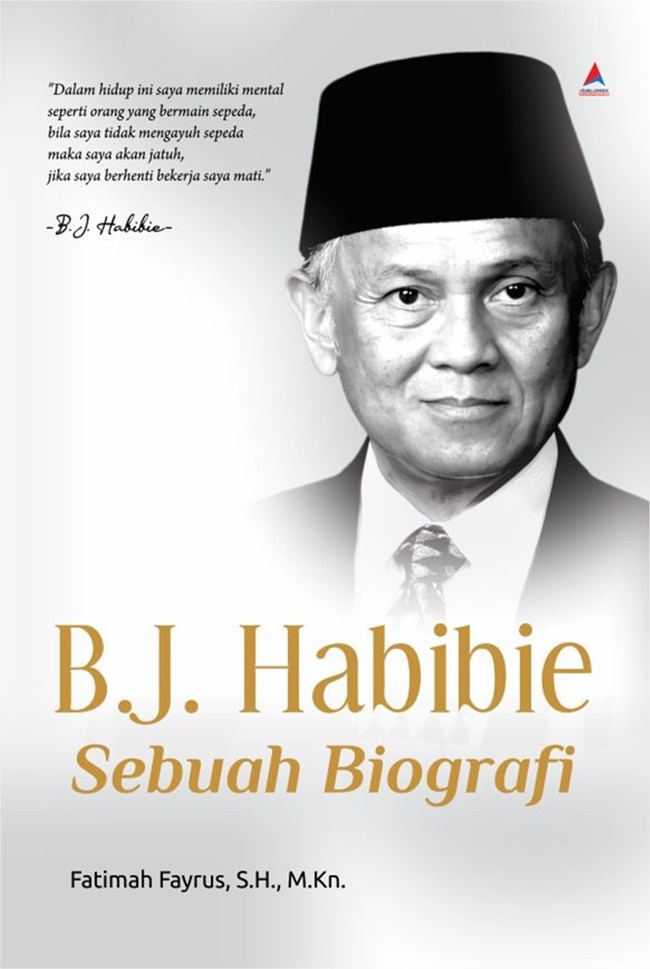 "Dalam hidup ini saya memiliki mental
seperti orang yang bermain sepeda,
bila saya tidak mengayuh sepeda
maka saya akan jatuh,
jika saya berhenti bekerja saya mati."
-B.J. Habibie-
B.J. Habibie
Sebuah Biografi
Fatimah Fayrus, S.H., M.Kn.